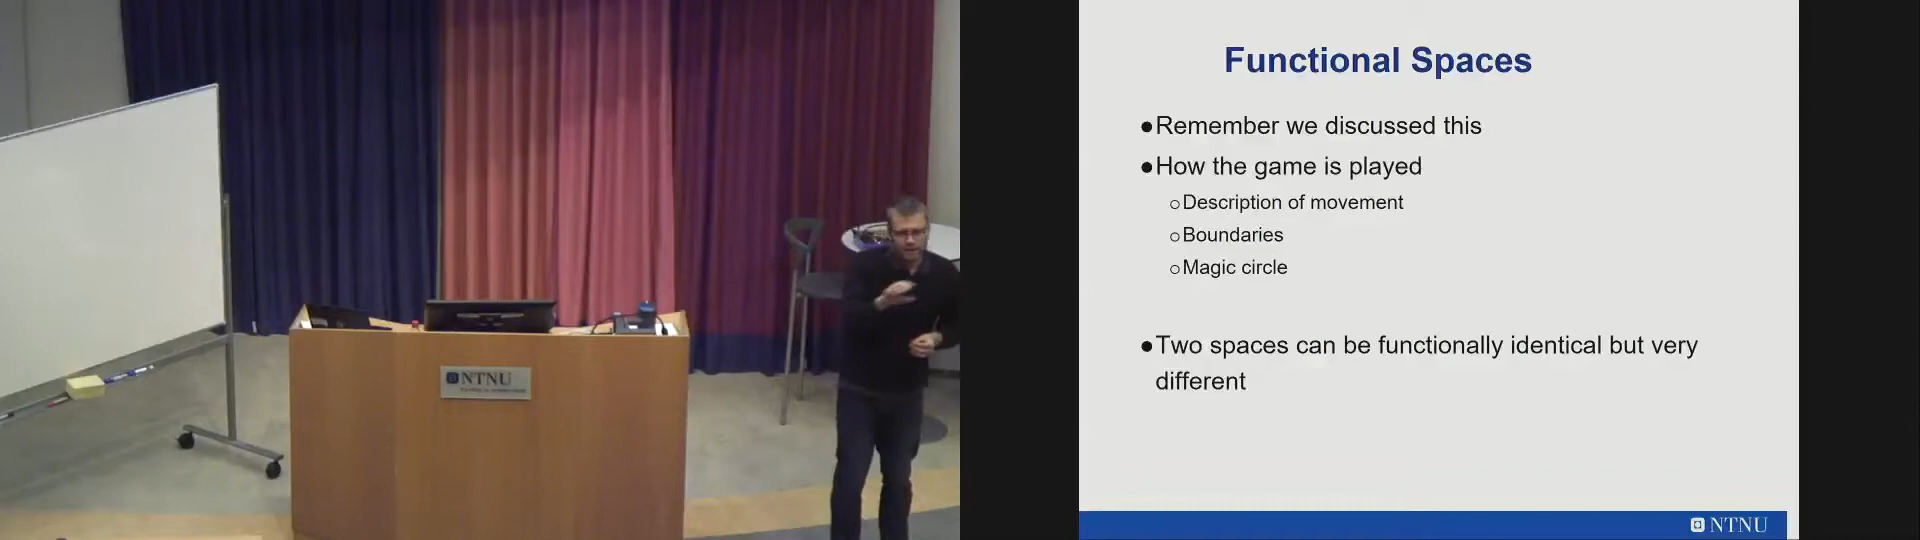 NTNU
Functional Spaces
●Remember we discussed this
●How the game is played
○Description of movement
○Boundaries
○Magic circle
●Two spaces can be functionally identical but very
different
NTNU